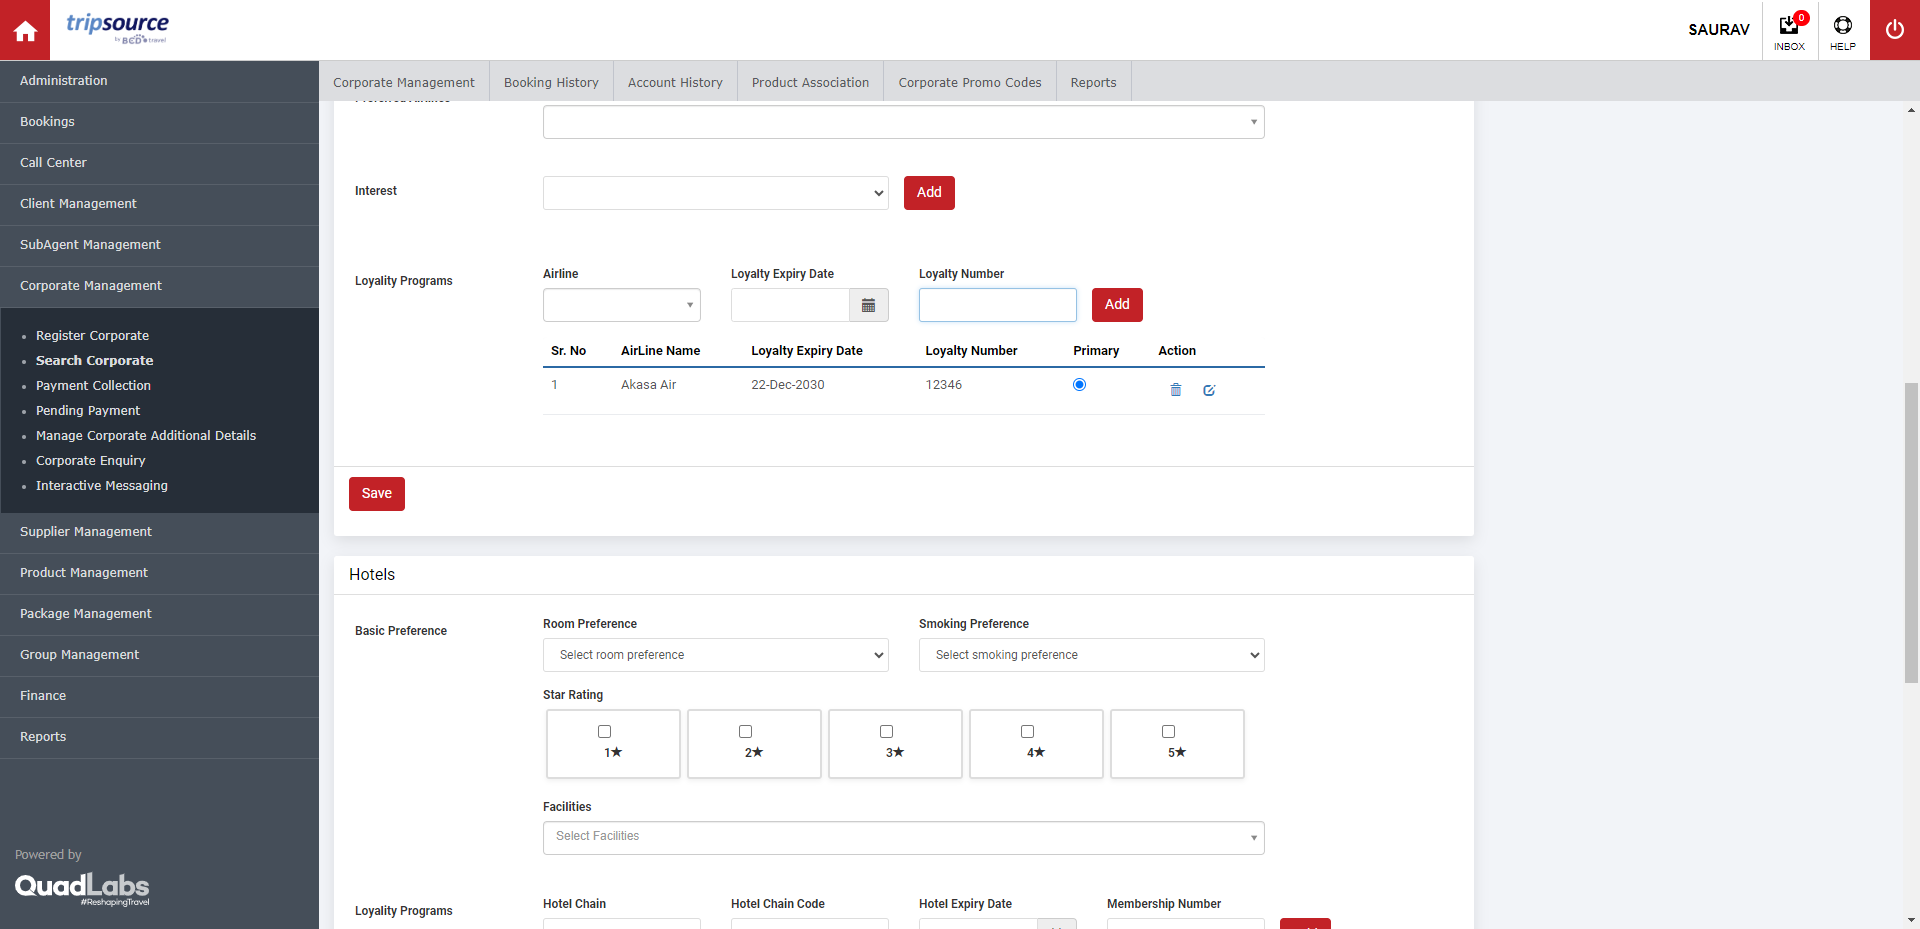 tripsource
by BCD travel
SAURAV
0
INBOX
HELP
Administration
Bookings
Call Center
Client Management
SubAgent Management
Corporate Management
Register Corporate
Search Corporate
Payment Collection
Pending Payment
Manage Corporate Additional Details
Corporate Enquiry
Interactive Messaging
Supplier Management
Product Management
Package Management
Group Management
Finance
Reports
Powered by
QuadLabs
#ReshapingTravel
Corporate Management Booking History Account History Product Association Corporate Promo Codes Reports
Preferred Airlines
Interest Add
Loyality Programs Airline Loyalty Expiry Date Loyalty Number
Add
Sr. No AirLine Name Loyalty Expiry Date Loyalty Number Primary Action
1 Akasa Air 22-Dec-2030 12346
Save
Hotels
Basic Preference Room Preference Smoking Preference
Select room preference Select smoking preference
Star Rating
1★ 2★ 3★ 4★ 5★
Facilities
Select Facilities
Loyality Programs Hotel Chain Hotel Chain Code Hotel Expiry Date Membership Number